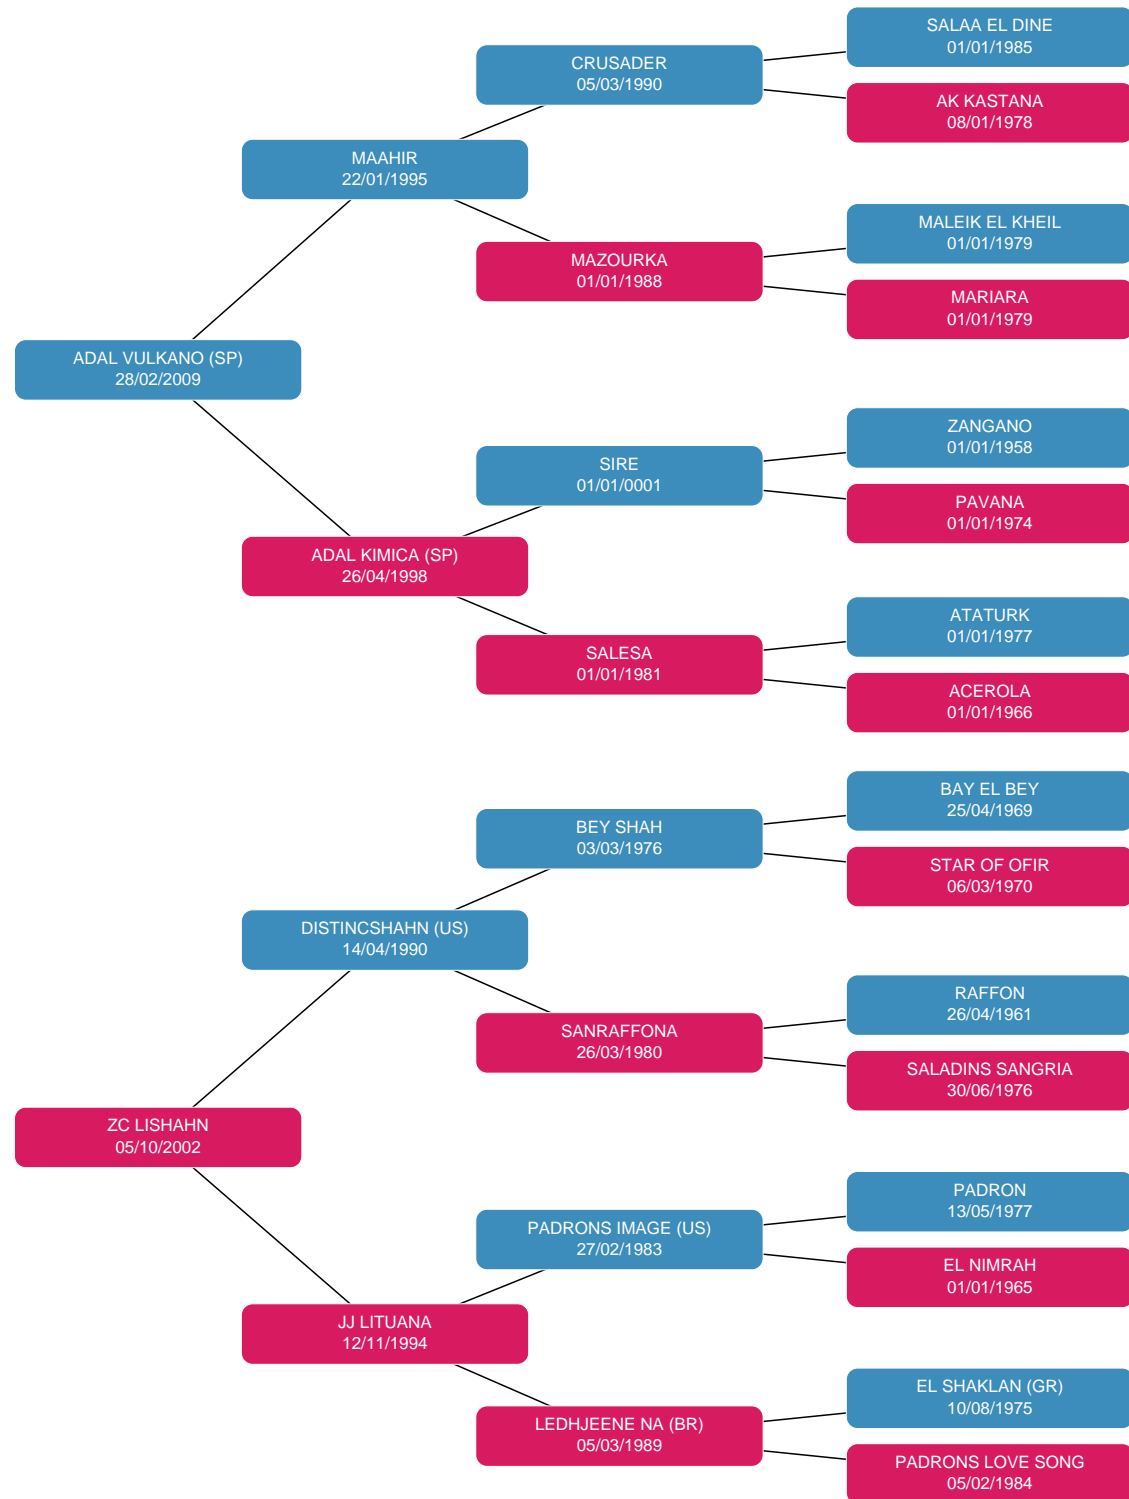 SALAA EL DINE
01/01/1985
CRUSADER
05/03/1990
AK KASTANA
08/01/1978
MAAHIR
22/01/1995
MALEIK EL KHEIL
01/01/1979
MAZOURKA
01/01/1988
MARIARA
01/01/1979
ADAL VULKANO (SP)
28/02/2009
ZANGANO
01/01/1958
SIRE
01/01/0001
PAVANA
01/01/1974
ADAL KIMICA (SP)
26/04/1998
ATATURK
01/01/1977
SALESA
01/01/1981
ACEROLA
01/01/1966
BAY EL BEY
25/04/1969
BEY SHAH
03/03/1976
STAR OF OFIR
06/03/1970
DISTINCSHAHN (US)
14/04/1990
RAFFON
26/04/1961
SANRAFFONA
26/03/1980
SALADINS SANGRIA
30/06/1976
ZC LISHAHN
05/10/2002
PADRON
13/05/1977
PADRONS IMAGE (US)
27/02/1983
EL NIMRAH
01/01/1965
JJ LITUANA
12/11/1994
EL SHAKLAN (GR)
10/08/1975
LEDHJEENE NA (BR)
05/03/1989
PADRONS LOVE SONG
05/02/1984